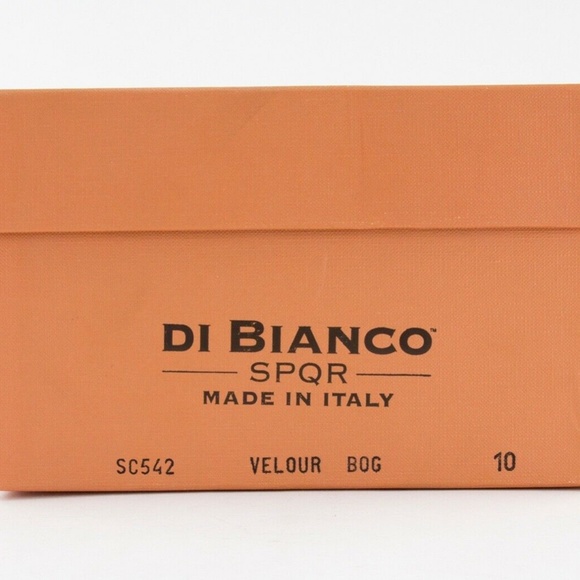 DI BIANCO™
SPQR
MADE IN ITALY
SC542 VELOUR BOG 10